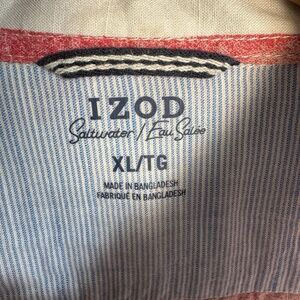 IZOD
Saltwater / Eau Salée
XL/TG
MADE IN BANGLADESH
FABRIQUÉ EN BANGLADESH